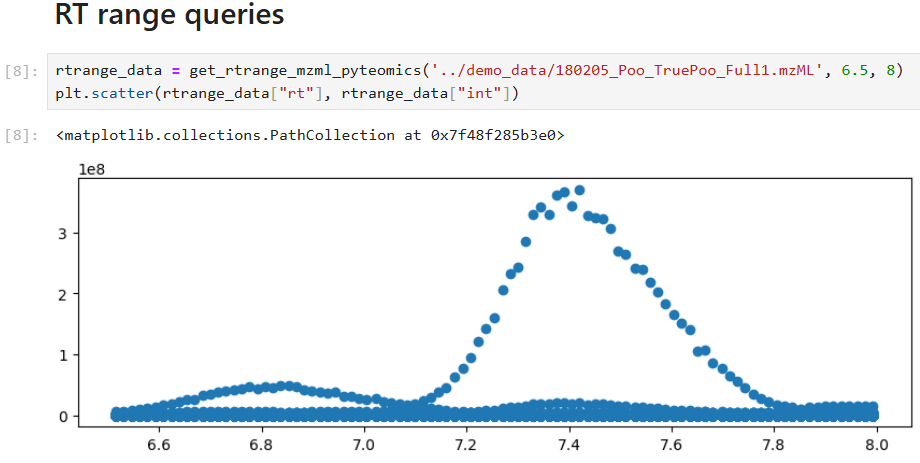 RT range queries
[8]: rtrange_data = get_rtrange_mzml_pyteomics('../demo_data/180205_Poo_TruePoo_Full1.mzML', 6.5, 8)
plt.scatter(rtrange_data["rt"], rtrange_data["int"])
[8]: <matplotlib.collections.PathCollection at 0x7f48f285b3e0>
1e8
3
2
1
0
6.6 6.8 7.0 7.2 7.4 7.6 7.8 8.0